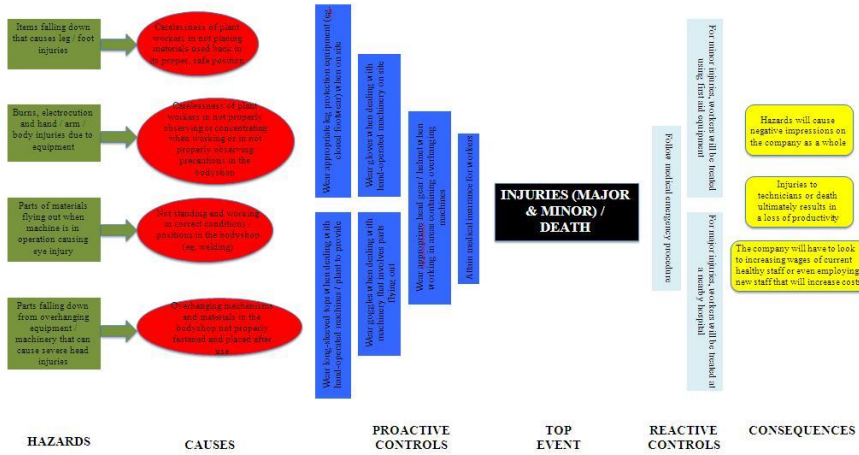 Items falling down
that causes leg / foot
injuries
Carelessness of plant
workers in not placing
materials used back in
its proper, safe position
Burns, electrocution
and hand / arm /
body injuries due to
equipment
Carelessness of plant
workers in not properly
observing or concentrating
when working or in not
properly observing
precautions in the
bodyshop
Parts of materials
flying out when
machine is in
operation causing
eye injury
Not standing and working
in correct condition /
positions in the bodyshop
(eg. welding)
Parts falling down
from overhanging
equipment /
machinery that can
cause severe head
injuries
Overhanging mechanisms
and materials in the
bodyshop not properly
fastened and placed after
use
Wear appropriate leg protection equipment (eg.
closed footwear) when on site
Wear long-sleeved tops when dealing with
hand-operated machines / plant to provide
Wear gloves when dealing with
hand-operated machinery on site
Wear goggles when dealing with
machinery that involves parts
flying out
Wear appropriate head gear / helmet when
working in areas containing overhanging
machines
Attain medical insurance for workers
INJURIES (MAJOR
& MINOR) /
DEATH
Follow medical emergency
procedure
For minor injuries, workers will be treated
using first aid equipment
For major injuries, workers will be treated at
a nearby hospital
Hazards will cause
negative impressions on
the company as a whole
Injuries to
technicians or death
ultimately results in
a loss of productivity
The company will have to look
to increasing wages of current
healthy staff or even employing
new staff that will increase costs
HAZARDS
CAUSES
PROACTIVE
CONTROLS
TOP
EVENT
REACTIVE
CONTROLS
CONSEQUENCES